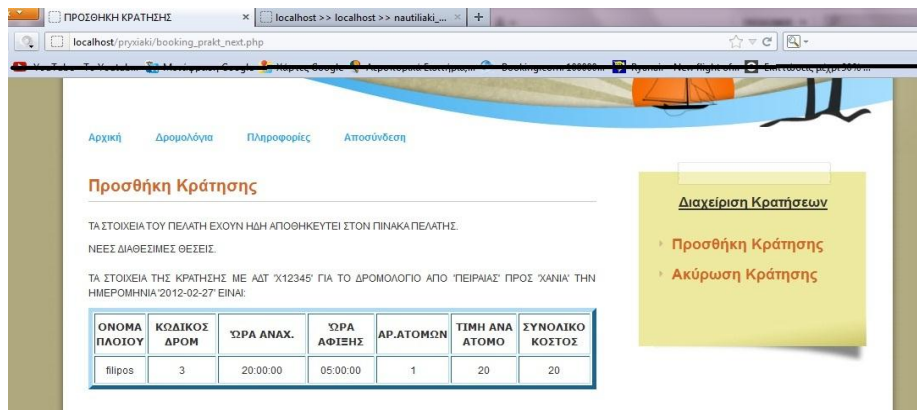 ΠΡΟΣΘΗΚΗ ΚΡΑΤΗΣΗΣ
localhost >> localhost >> nautiliaki_...
localhost/pryxiaki/booking_prakt_next.php
Αρχική Δρομολόγια Πληροφορίες Αποσύνδεση
Προσθήκη Κράτησης
ΤΑ ΣΤΟΙΧΕΙΑ ΤΟΥ ΠΕΛΑΤΗ ΕΧΟΥΝ ΗΔΗ ΑΠΟΘΗΚΕΥΤΕΙ ΣΤΟΝ ΠΙΝΑΚΑ ΠΕΛΑΤΗΣ.
ΝΕΕΣ ΔΙΑΘΕΣΙΜΕΣ ΘΕΣΕΙΣ.
ΤΑ ΣΤΟΙΧΕΙΑ ΤΗΣ ΚΡΑΤΗΣΗΣ ΜΕ ΑΔΤ 'X12345' ΓΙΑ ΤΟ ΔΡΟΜΟΛΟΓΙΟ ΑΠΟ 'ΠΕΙΡΑΙΑΣ' ΠΡΟΣ 'ΧΑΝΙΑ' ΤΗΝ
ΗΜΕΡΟΜΗΝΙΑ '2012-02-27' ΕΙΝΑΙ:
ΟΝΟΜΑ ΠΛΟΙΟΥ ΚΩΔΙΚΟΣ ΔΡΟΜ ΏΡΑ ΑΝΑΧ. ΏΡΑ ΑΦΙΞΗΣ ΑΡ.ΑΤΟΜΩΝ ΤΙΜΗ ΑΝΑ ΑΤΟΜΟ ΣΥΝΟΛΙΚΟ ΚΟΣΤΟΣ
filipos 3 20:00:00 05:00:00 1 20 20
Διαχείριση Κρατήσεων
Προσθήκη Κράτησης
Ακύρωση Κράτησης